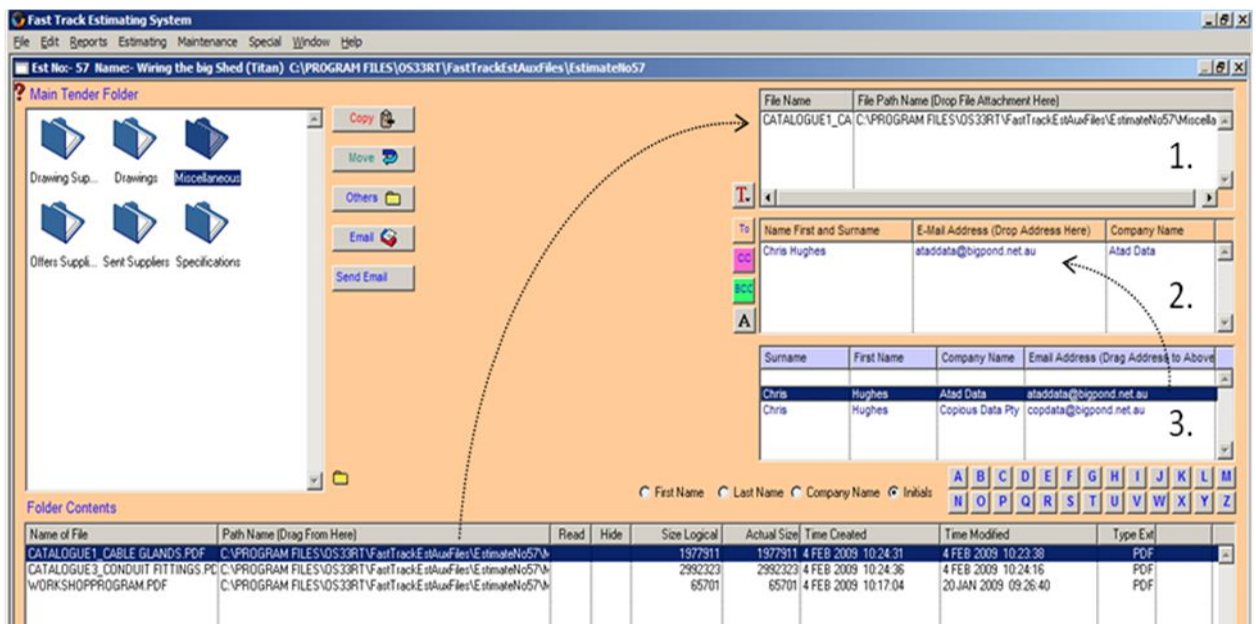 Fast Track Estimating System
File Edit Reports Estimating Maintenance Special Window Help
Est No:- 57 Name:- Wiring the big Shed (Titan) C:\PROGRAM FILES\OS33RT\FastTrackEstAuxFiles\EstimateNo57
? Main Tender Folder
Drawing Sup... Drawings Miscellaneous
Offers Suppli... Sent Suppliers Specifications
Copy
Move
Others
Email
Send Email
File Name File Path Name (Drop File Attachment Here)
CATALOGUE1_CA C:\PROGRAM FILES\OS33RT\FastTrackEstAuxFiles\EstimateNo57\Miscella
1.
T.
To
CC
BCC
A
Name First and Surname E-Mail Address (Drop Address Here) Company Name
Chris Hughes ataddata@bigpond.net.au Atad Data
2.
Surname First Name Company Name Email Address (Drag Address to Above
Chris Hughes Atad Data ataddata@bigpond.net.au
Chris Hughes Copious Data Pty copdata@bigpond.net.au
3.
First Name Last Name Company Name Initials
A B C D E F G H I J K L M
N O P Q R S T U V W X Y Z
Folder Contents
Name of File Path Name (Drag From Here) Read Hide Size Logical Actual Size Time Created Time Modified Type Ext
CATALOGUE1_CABLE GLANDS.PDF C:\PROGRAM FILES\OS33RT\FastTrackEstAuxFiles\EstimateNo57\M 1977911 1977911 4 FEB 2009 10:24:31 4 FEB 2009 10:23:38 PDF
CATALOGUE3_CONDUIT FITTINGS.PD C:\PROGRAM FILES\OS33RT\FastTrackEstAuxFiles\EstimateNo57\M 2992323 2992323 4 FEB 2009 10:24:36 4 FEB 2009 10:24:16 PDF
WORKSHOPPROGRAM.PDF C:\PROGRAM FILES\OS33RT\FastTrackEstAuxFiles\EstimateNo57\M 65701 65701 4 FEB 2009 10:17:04 20 JAN 2009 09:26:40 PDF